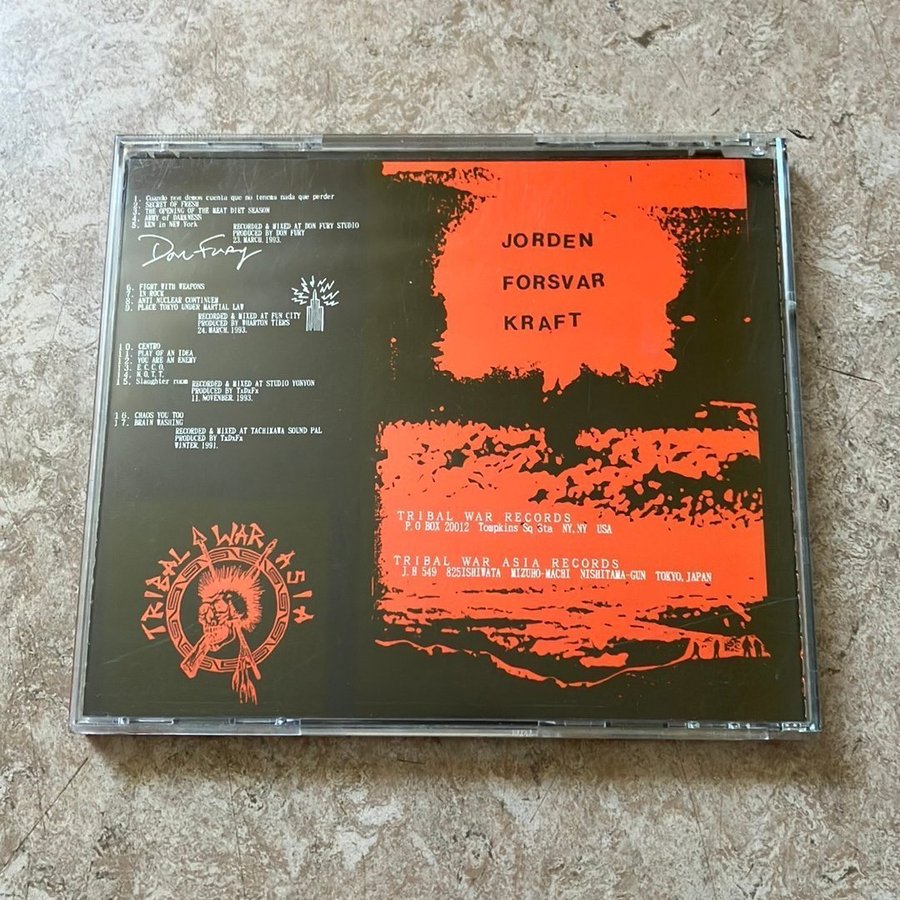 1. Cuando nos demos cuenta que no tenema nada que perder
2. SECRET OF FRESH
3. THE OPENING OF THE MEAT DIET SEASON
4. ARMY of DARKNESS
5. KEN in NEW York
RECORDED & MIXED AT DON FURY STUDIO
PRODUCED BY DON FURY
23. MARCH. 1993.
Don Fury
6. FIGHT WITH WEAPONS
7. IN ROCK
8. ANTI NUCLEAR CONTINUEM
9. PLACE TOKYO UNDER MARTIAL LAW
RECORDED & MIXED AT FUN CITY
PRODUCED BY WHARTON TIERS
24. MARCH. 1993.
10. CENTRO
11. PLAY OF AN IDEA
12. YOU ARE AN ENEMY
13. E.C.C.O.
14. N.O.T.T.
15. Slaughter room
RECORDED & MIXED AT STUDIO YONYON
PRODUCED BY TxDxFx
11. NOVENBER. 1993.
16. CHAOS YOU TOO
17. BRAIN WASHING
RECORDED & MIXED AT TACHIKAWA SOUND PAL
PRODUCED BY TxDxFx
WINTER. 1991.
TRIBAL WAR ASIA
JORDEN
FORSVAR
KRAFT
TRIBAL WAR RECORDS
P.O BOX 20012 Tompkins Sq Sta NY, NY USA
TRIBAL WAR ASIA RECORDS
J.H 549 825ISHIWATA MIZUHO-MACHI NISHITAMA-GUN TOKYO, JAPAN